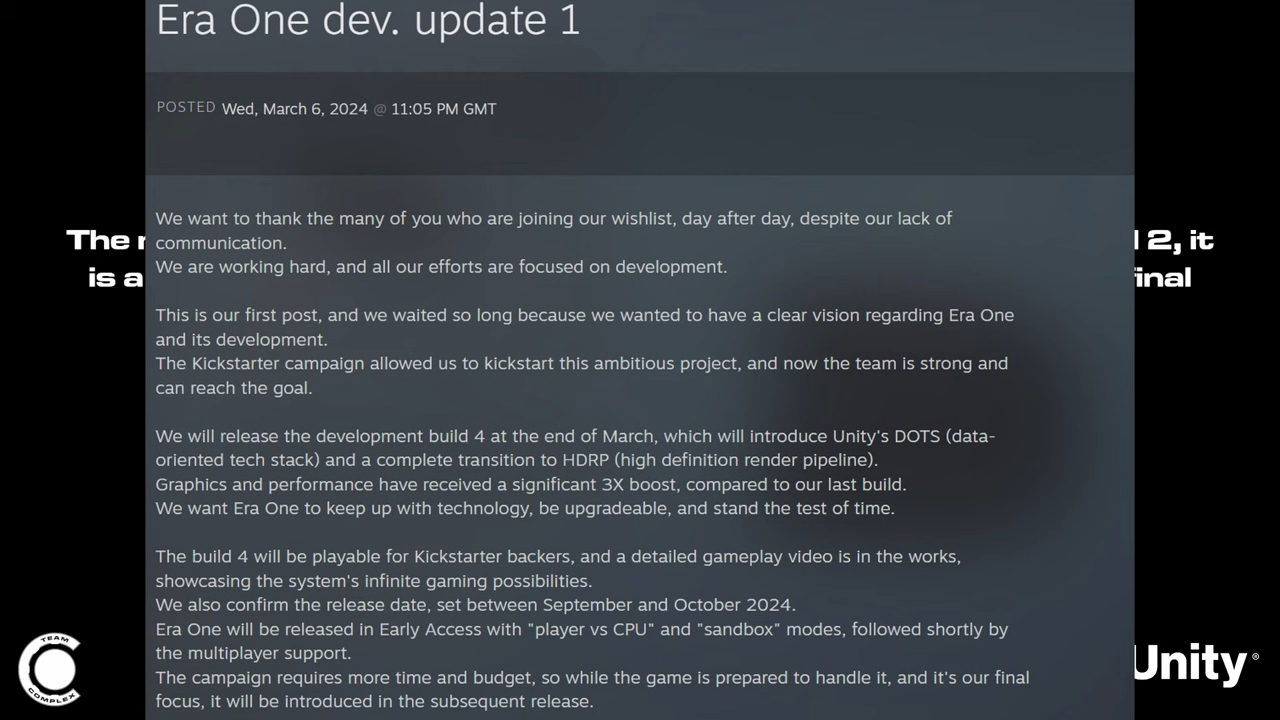 Era One dev. update 1
POSTED Wed, March 6, 2024 @ 11:05 PM GMT
We want to thank the many of you who are joining our wishlist, day after day, despite our lack of
communication.
We are working hard, and all our efforts are focused on development.
This is our first post, and we waited so long because we wanted to have a clear vision regarding Era One
and its development.
The Kickstarter campaign allowed us to kickstart this ambitious project, and now the team is strong and
can reach the goal.
We will release the development build 4 at the end of March, which will introduce Unity's DOTS (data-
oriented tech stack) and a complete transition to HDRP (high definition render pipeline).
Graphics and performance have received a significant 3X boost, compared to our last build.
We want Era One to keep up with technology, be upgradeable, and stand the test of time.
The build 4 will be playable for Kickstarter backers, and a detailed gameplay video is in the works,
showcasing the system's infinite gaming possibilities.
We also confirm the release date, set between September and October 2024.
Era One will be released in Early Access with "player vs CPU" and "sandbox" modes, followed shortly by
the multiplayer support.
The campaign requires more time and budget, so while the game is prepared to handle it, and it's our final
focus, it will be introduced in the subsequent release.
The
2, it
is a
TEAM
COMPLEX
Unity®